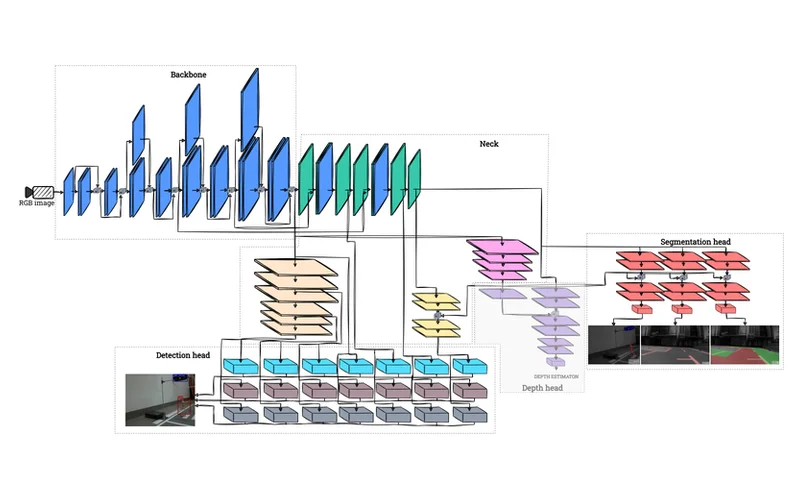 Backbone
Neck
RGB image
Segmentation head
Detection head
DEPTH ESTIMATION
Depth head